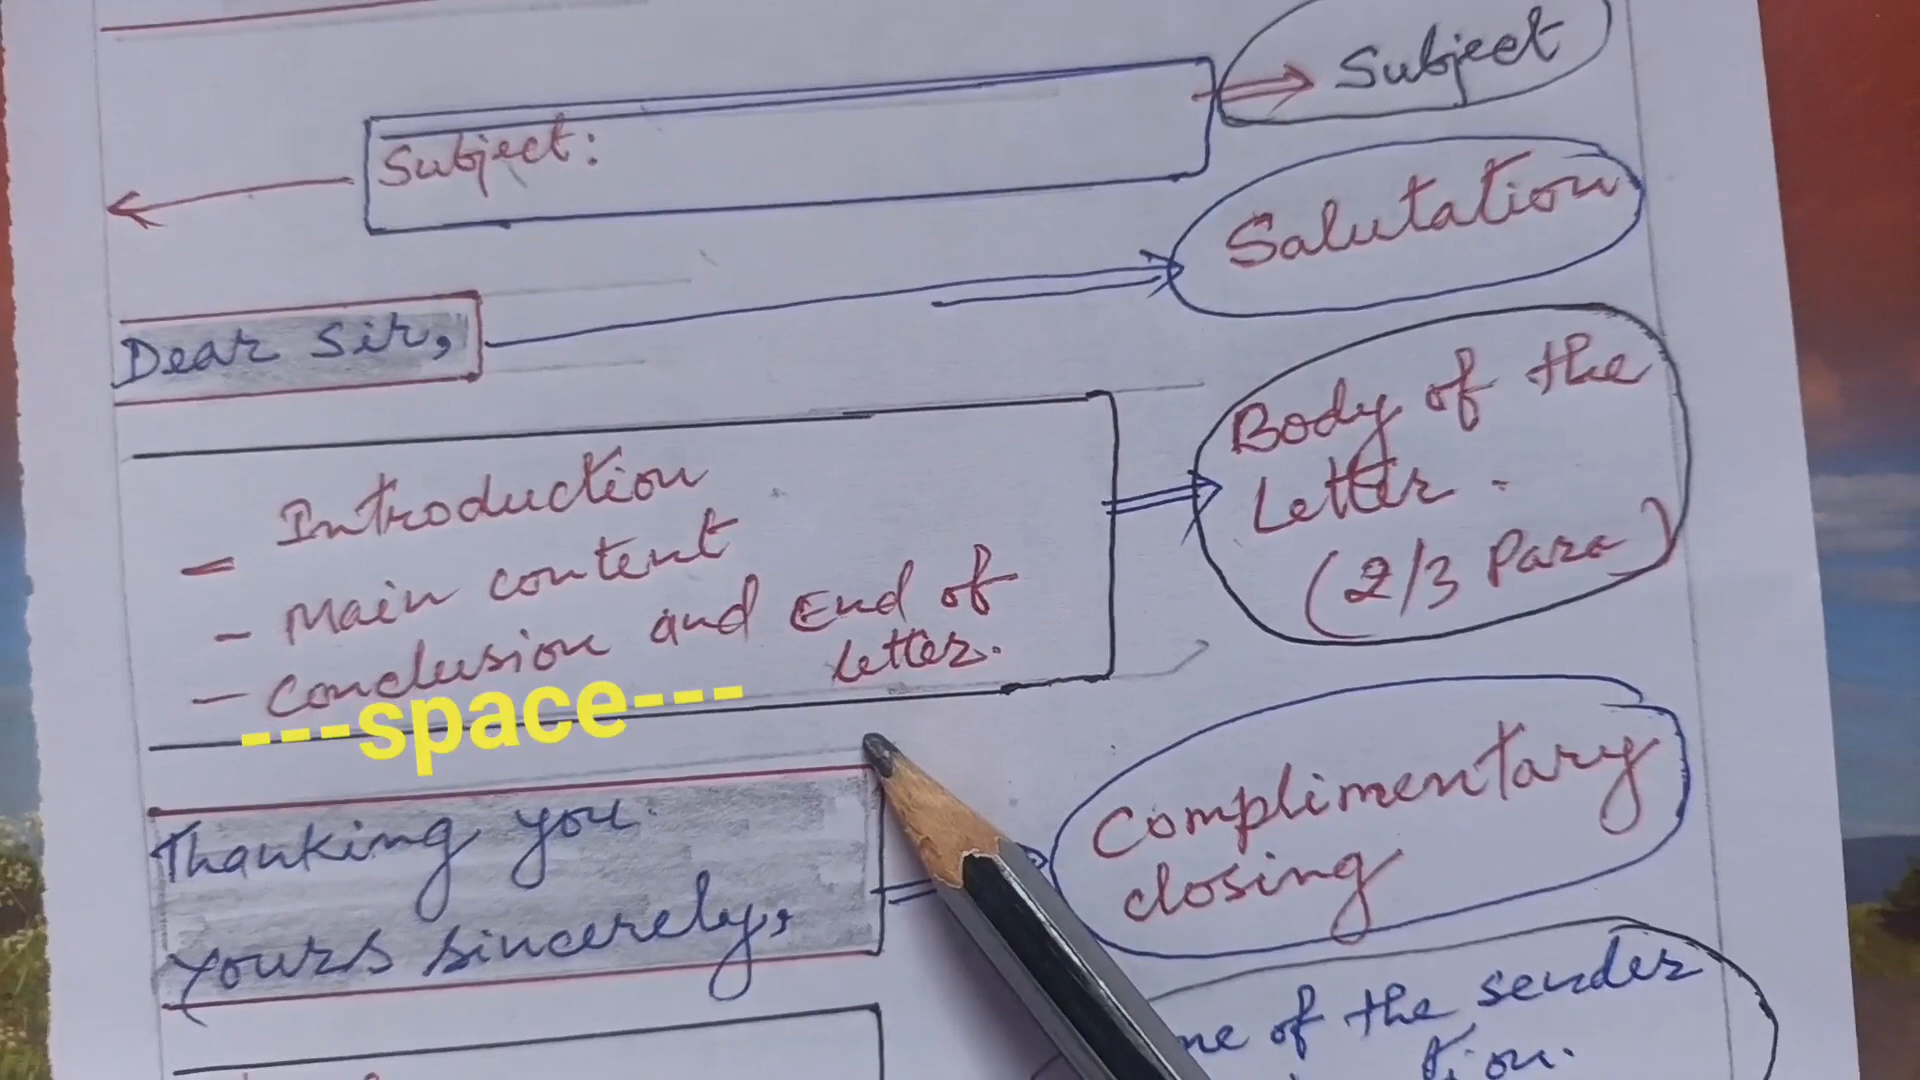 Subject
Subject:
Salutation
Dear Sir,
Body of the
Letter.
(2/3 Para)
- Introduction
- Main content
- Conclusion and End of
letter.
---space---
Complimentary
closing
Thanking you.
Yours sincerely,
of the sender